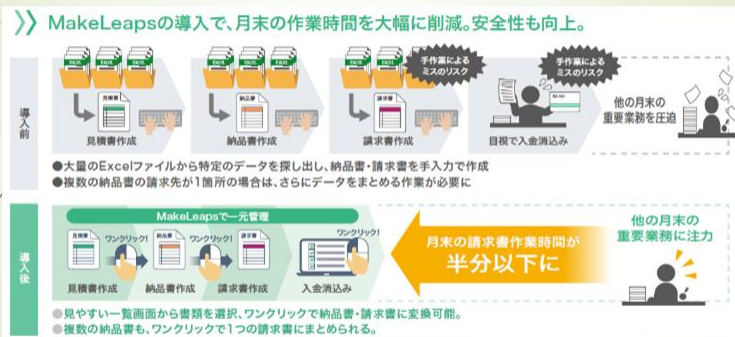 MakeLeapsの導入で、月末の作業時間を大幅に削減。安全性も向上。
導入前
EXCEL EXCEL EXCEL
見積書
見積書作成
EXCEL EXCEL EXCEL
納品書
納品書作成
EXCEL EXCEL EXCEL
請求書
請求書作成
手作業による
ミスのリスク
目視で入金消込み
手作業による
ミスのリスク
他の月末の
重要業務を圧迫
●大量のExcelファイルから特定のデータを探し出し、納品書・請求書を手入力で作成
●複数の納品書の請求先が1箇所の場合は、さらにデータをまとめる作業が必要に
導入後
MakeLeapsで一元管理
見積書
ワンクリック!
納品書
ワンクリック!
請求書
ワンクリック!
見積書作成
納品書作成
請求書作成
入金消込み
月末の請求書作業時間が
半分以下に
他の月末の
重要業務に注力
●見やすい一覧画面から書類を選択、ワンクリックで納品書・請求書に変換可能。
●複数の納品書も、ワンクリックで1つの請求書にまとめられる。